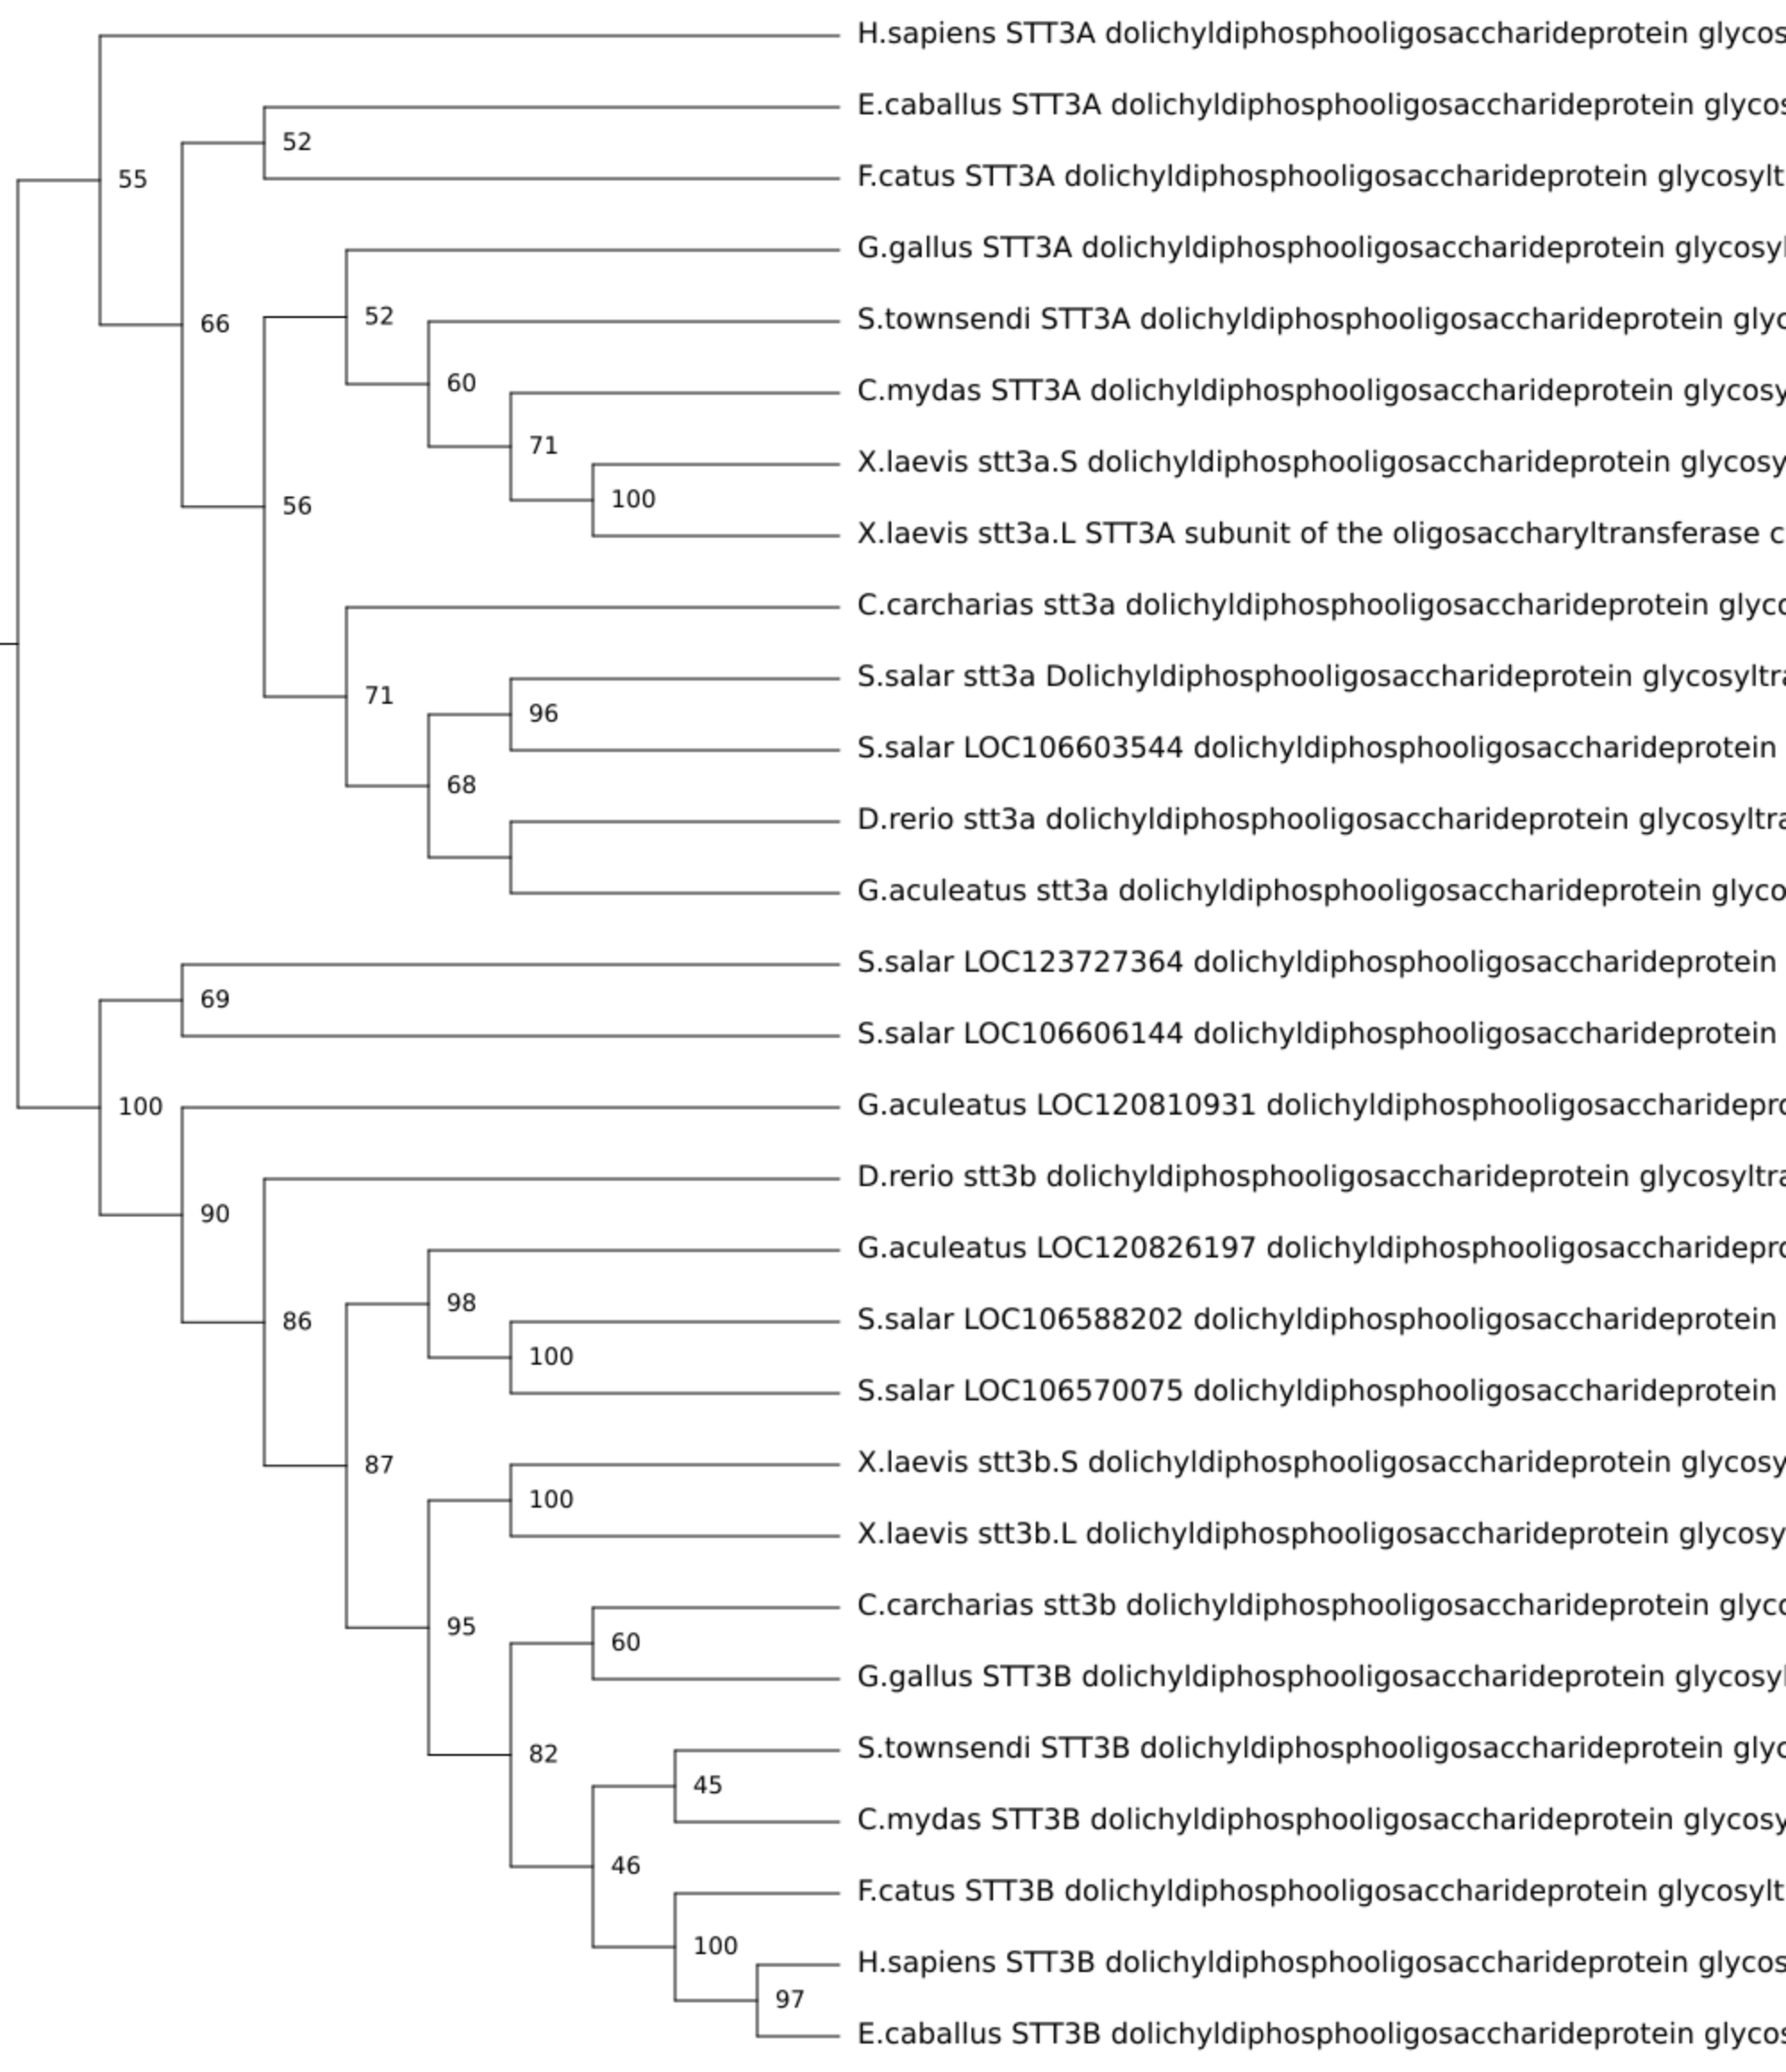 H.sapiens STT3A dolichyldiphosphooligosaccharideprotein glycos
E.caballus STT3A dolichyldiphosphooligosaccharideprotein glycos
52
55
F.catus STT3A dolichyldiphosphooligosaccharideprotein glycosylt
G.gallus STT3A dolichyldiphosphooligosaccharideprotein glycosyl
52
S.townsendi STT3A dolichyldiphosphooligosaccharideprotein glyc
66
60
C.mydas STT3A dolichyldiphosphooligosaccharideprotein glycosy
71
X.laevis stt3a.S dolichyldiphosphooligosaccharideprotein glycosy
100
56
X.laevis stt3a.L STT3A subunit of the oligosaccharyltransferase c
C.carcharias stt3a dolichyldiphosphooligosaccharideprotein glyco
S.salar stt3a Dolichyldiphosphooligosaccharideprotein glycosyltra
71
96
S.salar LOC106603544 dolichyldiphosphooligosaccharideprotein
68
D.rerio stt3a dolichyldiphosphooligosaccharideprotein glycosyltra
G.aculeatus stt3a dolichyldiphosphooligosaccharideprotein glyco
S.salar LOC123727364 dolichyldiphosphooligosaccharideprotein
69
S.salar LOC106606144 dolichyldiphosphooligosaccharideprotein
100
G.aculeatus LOC120810931 dolichyldiphosphooligosaccharidepro
D.rerio stt3b dolichyldiphosphooligosaccharideprotein glycosyltra
90
G.aculeatus LOC120826197 dolichyldiphosphooligosaccharidepro
98
S.salar LOC106588202 dolichyldiphosphooligosaccharideprotein
86
100
S.salar LOC106570075 dolichyldiphosphooligosaccharideprotein
X.laevis stt3b.S dolichyldiphosphooligosaccharideprotein glycosy
87
100
X.laevis stt3b.L dolichyldiphosphooligosaccharideprotein glycosy
C.carcharias stt3b dolichyldiphosphooligosaccharideprotein glyco
95
60
G.gallus STT3B dolichyldiphosphooligosaccharideprotein glycosyl
S.townsendi STT3B dolichyldiphosphooligosaccharideprotein glyc
82
45
C.mydas STT3B dolichyldiphosphooligosaccharideprotein glycosy
46
F.catus STT3B dolichyldiphosphooligosaccharideprotein glycosylt
100
H.sapiens STT3B dolichyldiphosphooligosaccharideprotein glycos
97
E.caballus STT3B dolichyldiphosphooligosaccharideprotein glycos